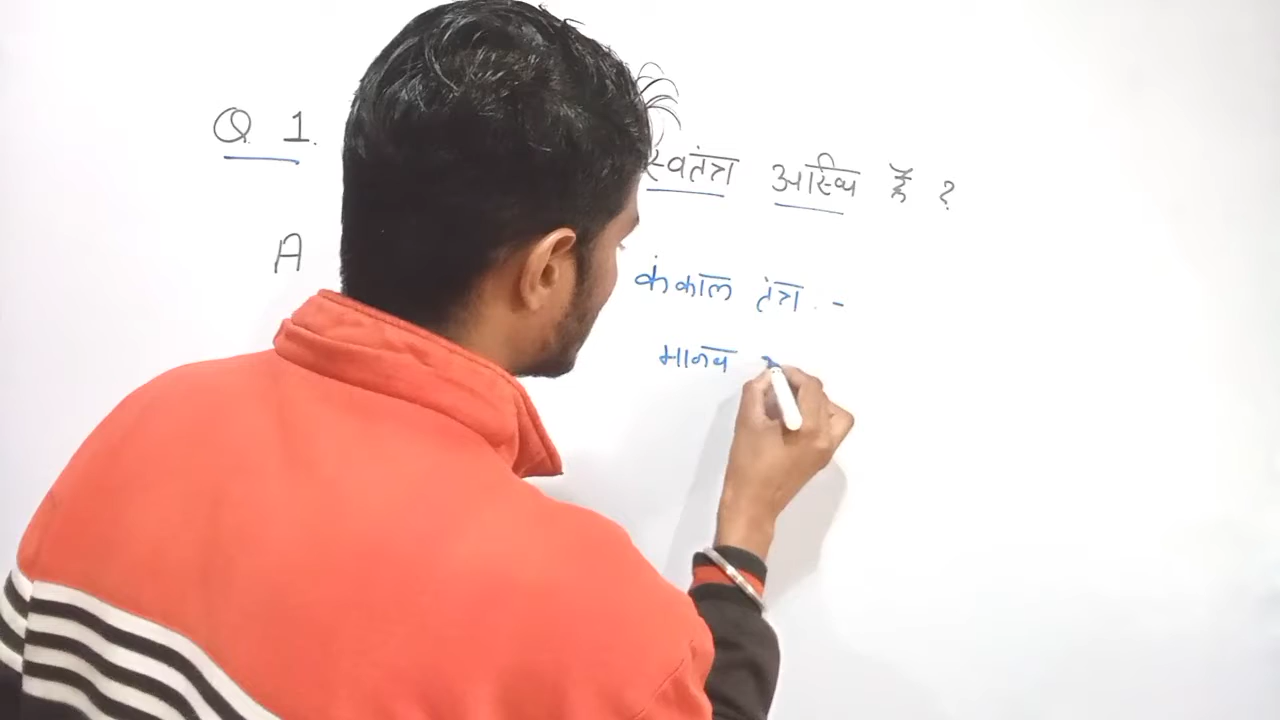 Q 1. स्वतंत्र अस्थि है ?
A कंकाल तंत्र . -
मानव